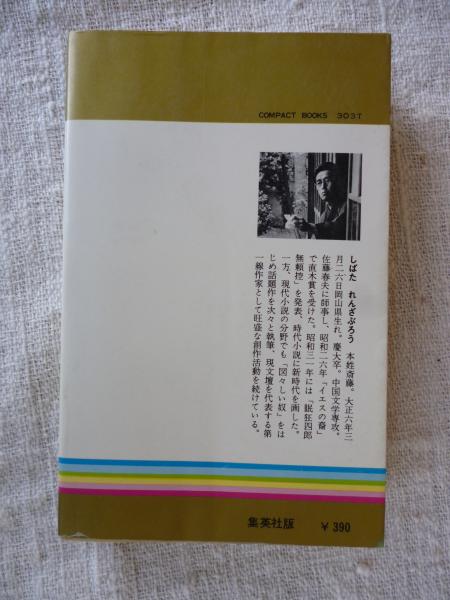 COMPACT BOOKS 303T
しばた れんざぶろう 本姓斎藤。大正六年三
月二六日岡山県生れ。慶大卒。中国文学専攻。
佐藤春夫に師事し、昭和二六年「イエスの裔」
で直木賞を受けた。昭和三一年には「眠狂四郎
無頼控」を発表、時代小説に新時代を画した。
一方、現代小説の分野でも「図々しい奴」をは
じめ話題作を次々と執筆、現文壇を代表する第
一線作家として旺盛な創作活動を続けている。
集英社版 ¥390